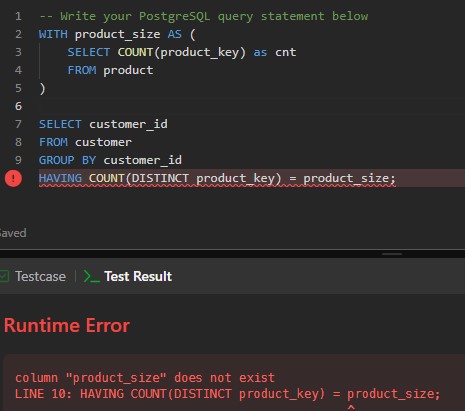 1 -- Write your PostgreSQL query statement below
2 WITH product_size AS (
3 SELECT COUNT(product_key) as cnt
4 FROM product
5 )
6
7 SELECT customer_id
8 FROM customer
9 GROUP BY customer_id
! HAVING COUNT(DISTINCT product_key) = product_size;
Saved
Testcase | >_ Test Result
Runtime Error
column "product_size" does not exist
LINE 10: HAVING COUNT(DISTINCT product_key) = product_size;
^